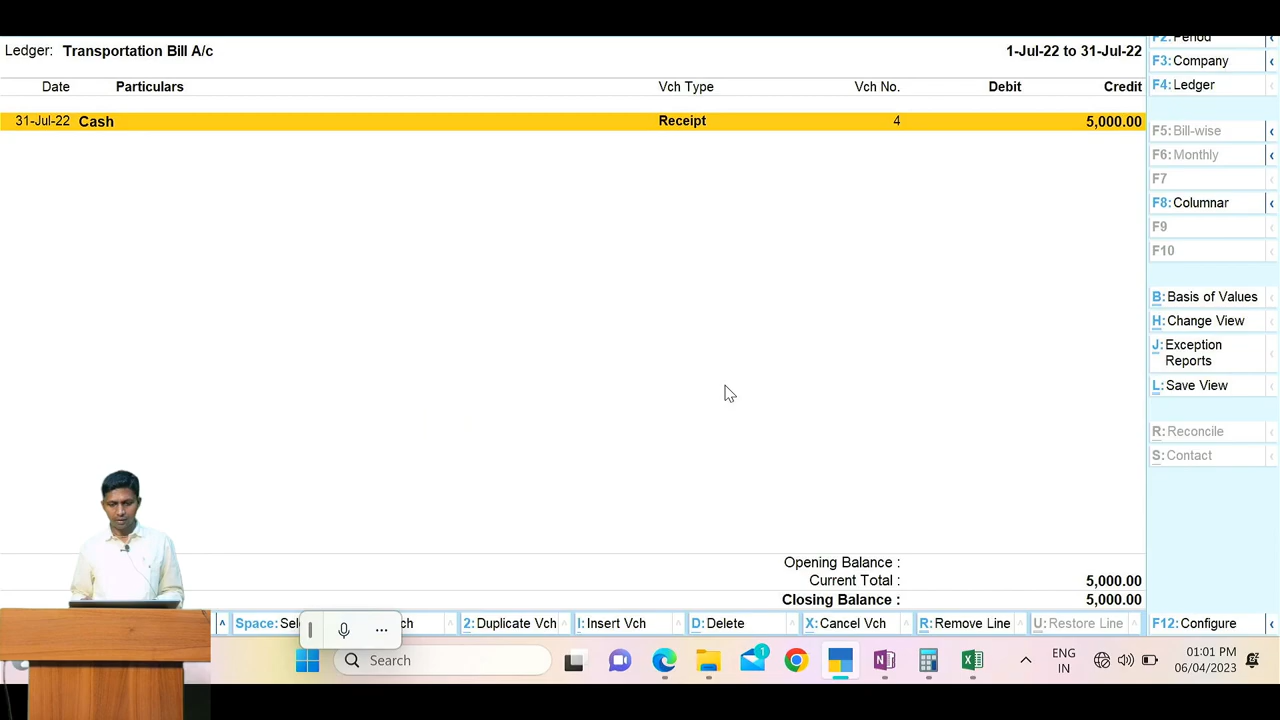 Ledger: Transportation Bill A/c 1-Jul-22 to 31-Jul-22
Date Particulars Vch Type Vch No. Debit Credit
31-Jul-22 Cash Receipt 4 5,000.00
Opening Balance :
Current Total : 5,000.00
Closing Balance : 5,000.00
F2: Period
F3: Company
F4: Ledger
F5: Bill-wise
F6: Monthly
F7
F8: Columnar
F9
F10
B: Basis of Values
H: Change View
J: Exception
Reports
L: Save View
R: Reconcile
S: Contact
F12: Configure
Space: 2: Duplicate Vch I: Insert Vch D: Delete X: Cancel Vch R: Remove Line U: Restore Line
Search 1 ENG 01:01 PM
IN 06/04/2023